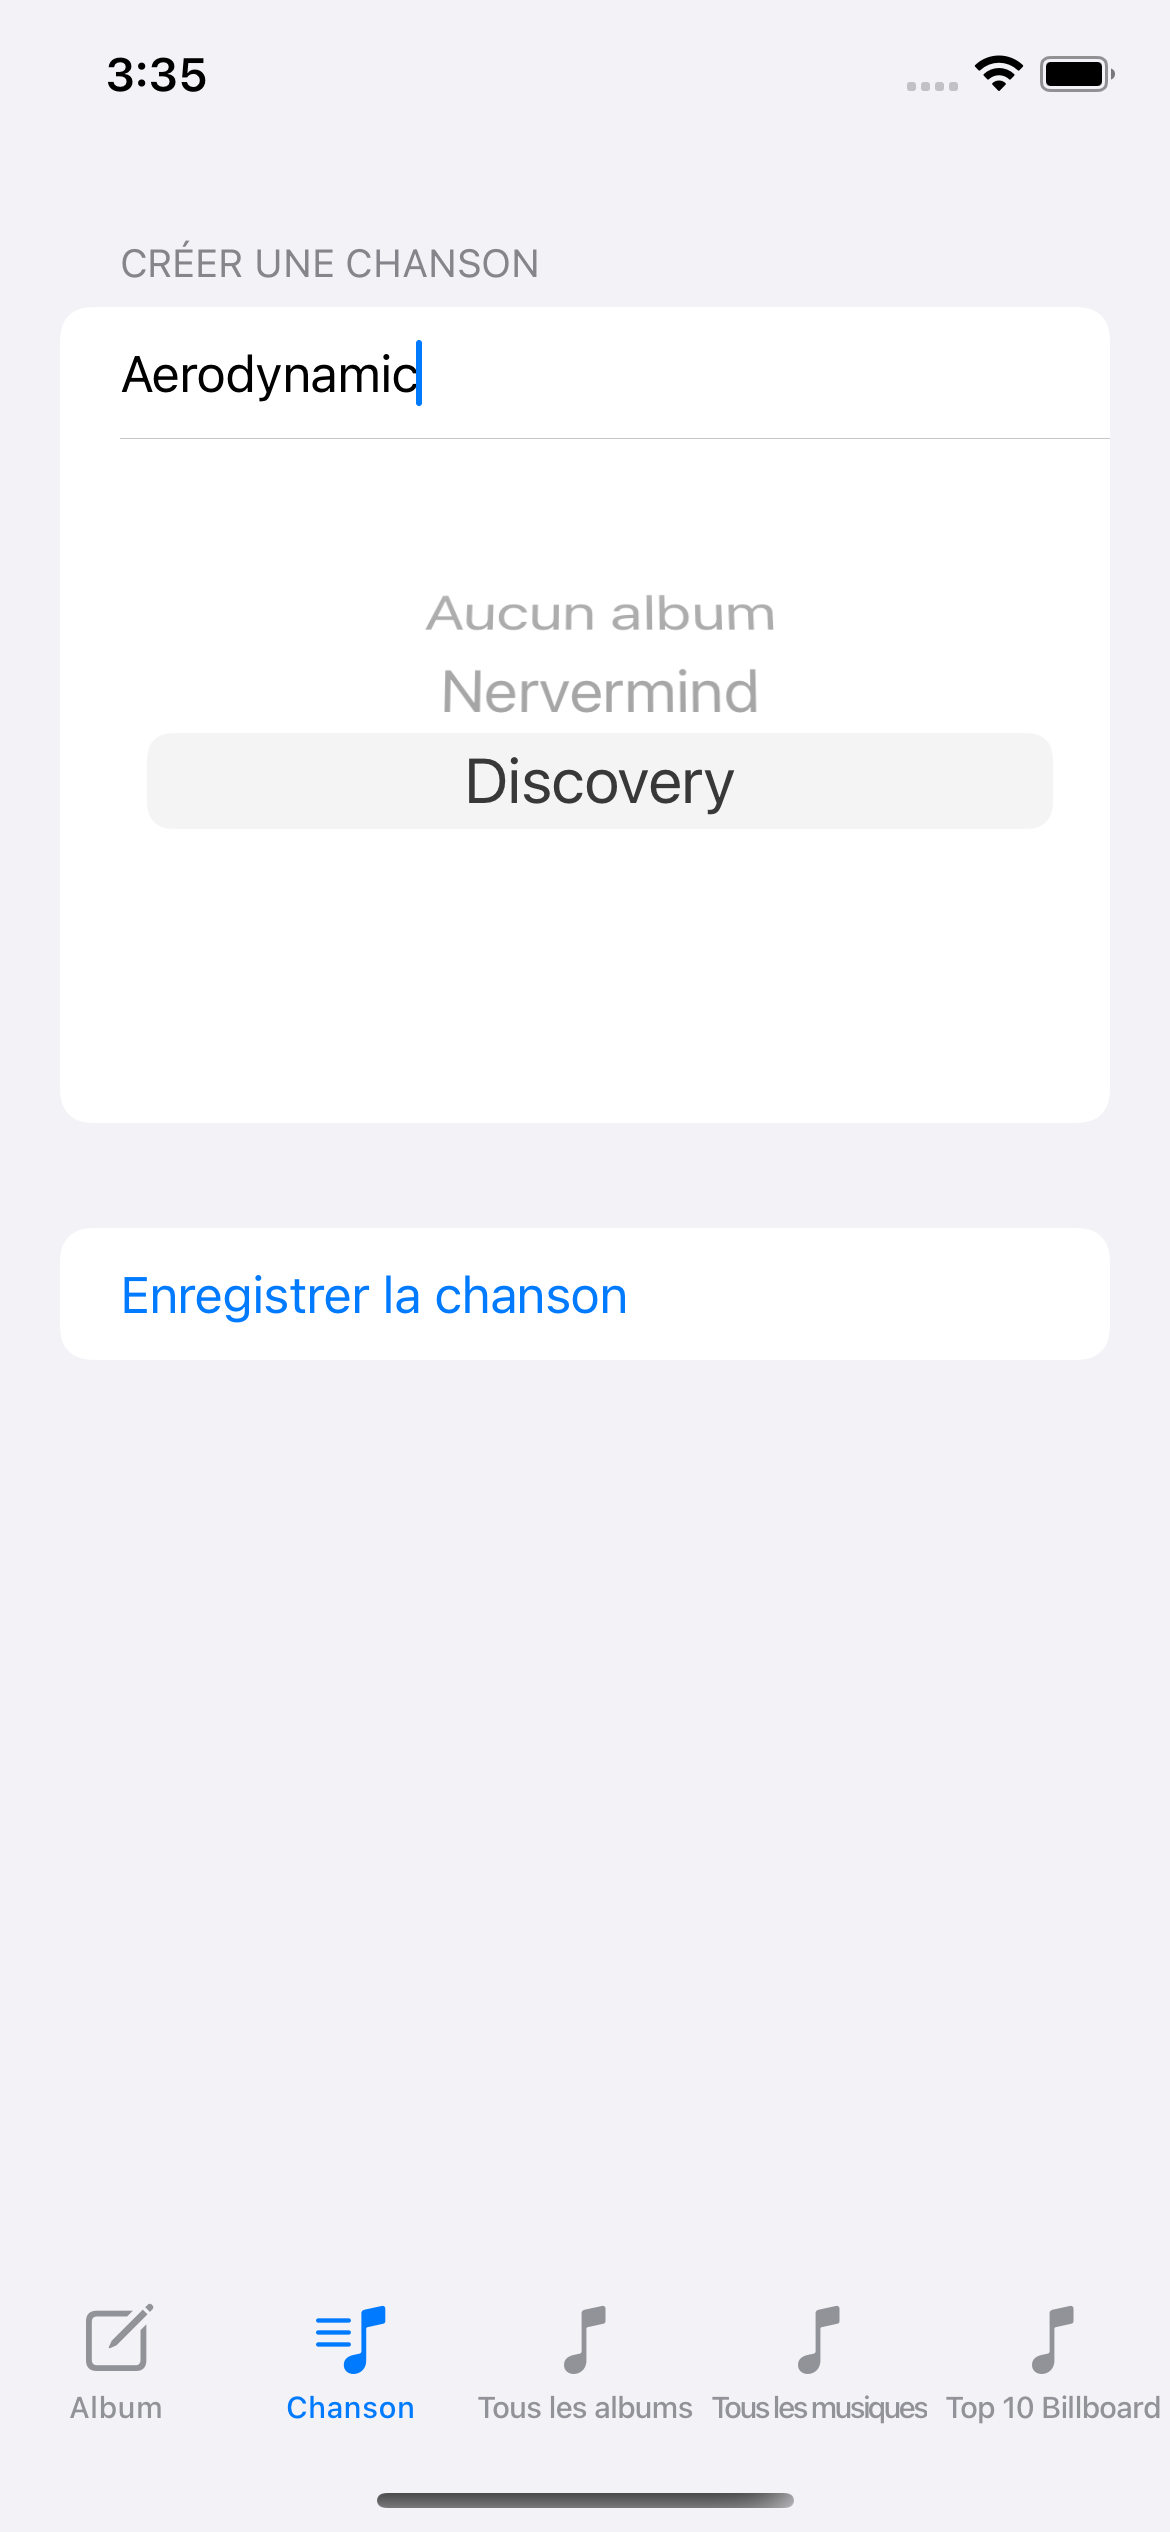 3:35
CRÉER UNE CHANSON
Aerodynamic
Aucun album
Nervermind
Discovery
Enregistrer la chanson
Album
Chanson
Tous les albums
Tous les musiques
Top 10 Billboard